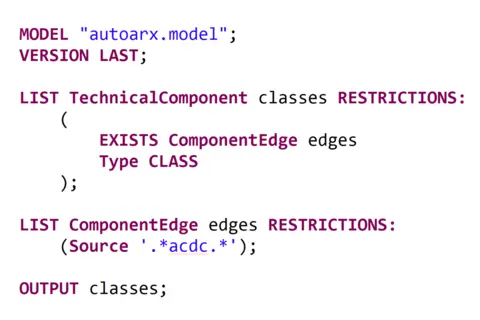 MODEL "autoarx.model";
VERSION LAST;
LIST TechnicalComponent classes RESTRICTIONS:
(
EXISTS ComponentEdge edges
Type CLASS
);
LIST ComponentEdge edges RESTRICTIONS:
(Source '.*acdc.*');
OUTPUT classes;